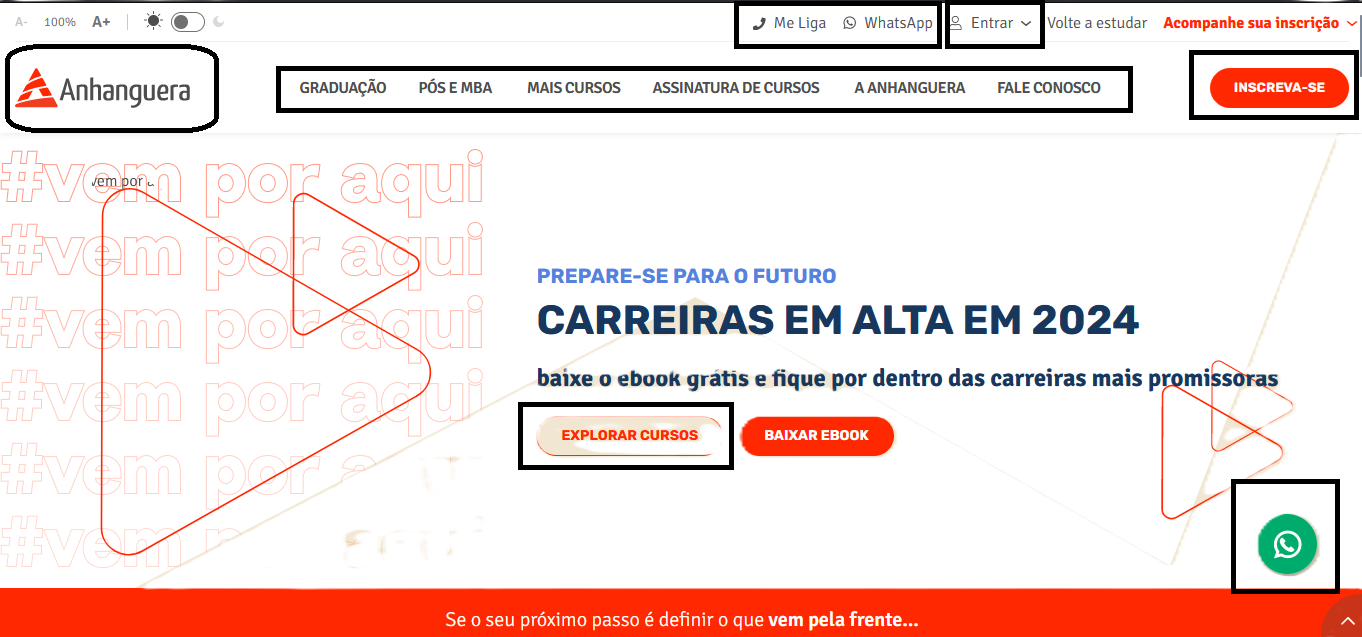 A- 100% A+ Me Liga WhatsApp Entrar Volte a estudar Acompanhe sua inscrição
Anhanguera GRADUAÇÃO PÓS E MBA MAIS CURSOS ASSINATURA DE CURSOS A ANHANGUERA FALE CONOSCO INSCREVA-SE
#vem por aqui
vem por
#vem por aqui
#vem por aqui
#vem por aqui
#vem por
#vem
PREPARE-SE PARA O FUTURO
CARREIRAS EM ALTA EM 2024
baixe o ebook grátis e fique por dentro das carreiras mais promissoras
EXPLORAR CURSOS BAIXAR EBOOK
Se o seu próximo passo é definir o que vem pela frente...